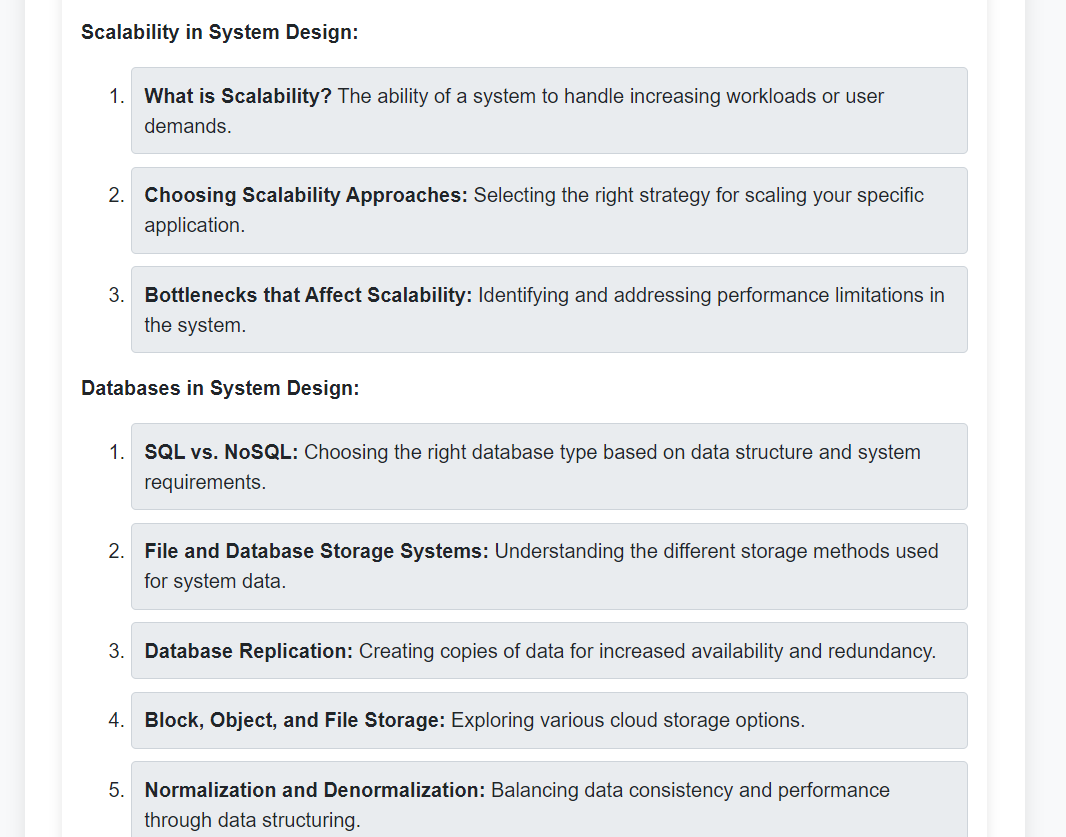 Scalability in System Design:
1. What is Scalability? The ability of a system to handle increasing workloads or user
demands.
2. Choosing Scalability Approaches: Selecting the right strategy for scaling your specific
application.
3. Bottlenecks that Affect Scalability: Identifying and addressing performance limitations in
the system.
Databases in System Design:
1. SQL vs. NoSQL: Choosing the right database type based on data structure and system
requirements.
2. File and Database Storage Systems: Understanding the different storage methods used
for system data.
3. Database Replication: Creating copies of data for increased availability and redundancy.
4. Block, Object, and File Storage: Exploring various cloud storage options.
5. Normalization and Denormalization: Balancing data consistency and performance
through data structuring.